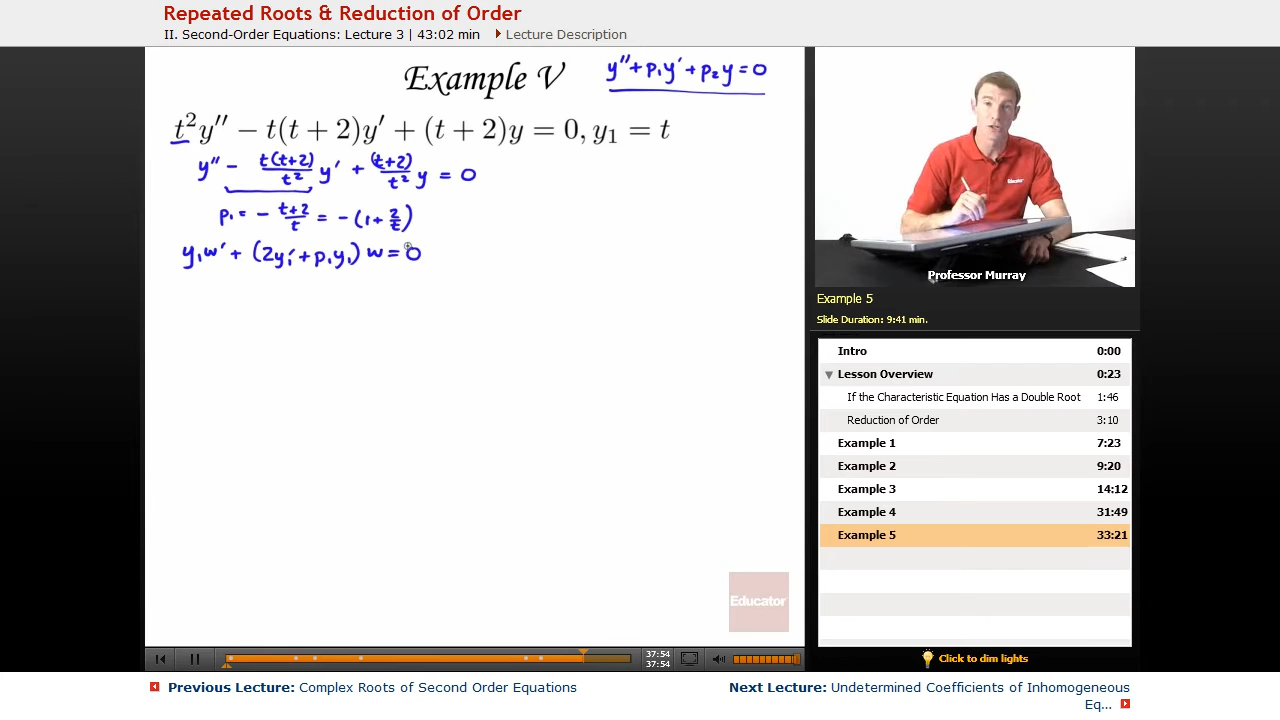 Repeated Roots & Reduction of Order
II. Second-Order Equations: Lecture 3 | 43:02 min
Lecture Description
Example V
y'' + p₁y' + p₂y = 0
t²y'' − t(t + 2)y' + (t + 2)y = 0, y₁ = t
y'' − t(t+2)/t² y' + (t+2)/t² y = 0
p₁ = − t+2/t = −(1 + 2/t)
y₁w' + (2y₁' + p₁y₁)w = 0
Educator
Educator
Professor Murray
Example 5
Slide Duration: 9:41 min.
Intro 0:00
▼ Lesson Overview 0:23
If the Characteristic Equation Has a Double Root 1:46
Reduction of Order 3:10
Example 1 7:23
Example 2 9:20
Example 3 14:12
Example 4 31:49
Example 5 33:21
37:54
37:54
Click to dim lights
Previous Lecture: Complex Roots of Second Order Equations
Next Lecture: Undetermined Coefficients of Inhomogeneous
Eq...